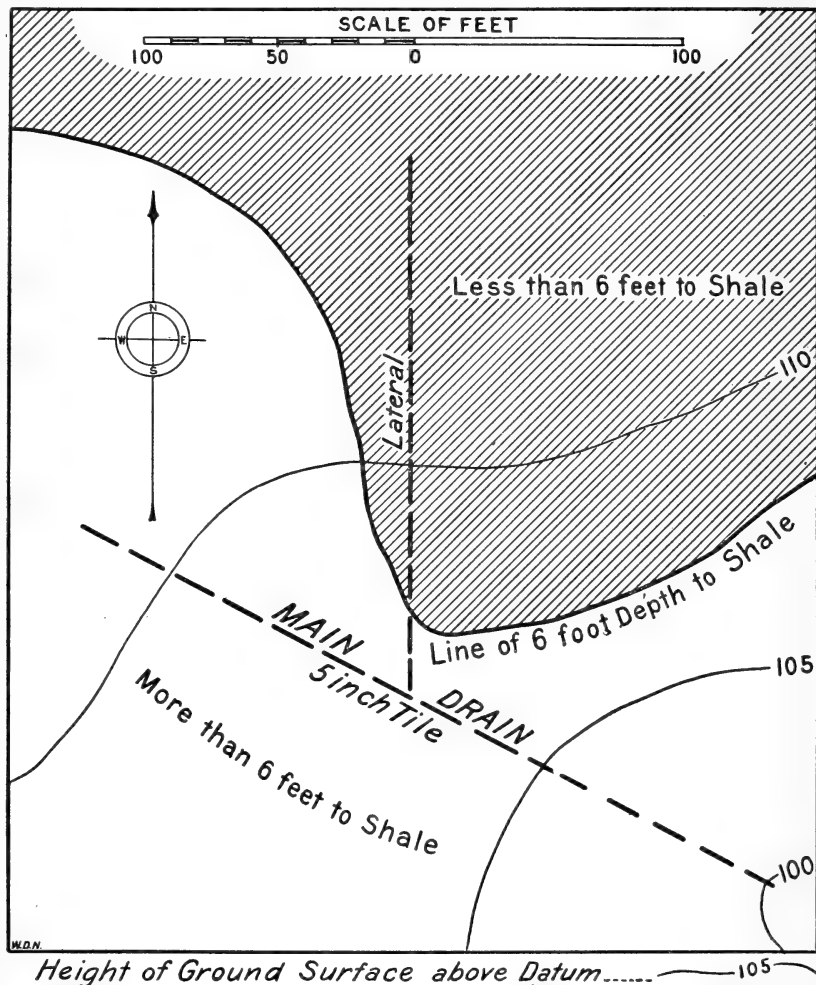 SCALE OF FEET
100 50 0 100
N
W E
S
Less than 6 feet to Shale
Lateral
110
Line of 6 foot Depth to Shale
MAIN DRAIN
5 inch Tile
105
More than 6 feet to Shale
100
W.D.N.
Height of Ground Surface above Datum...... 105